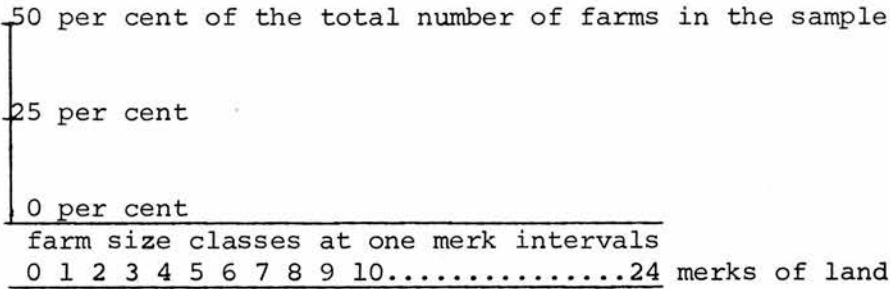 50 per cent of the total number of farms in the sample
25 per cent
0 per cent
farm size classes at one merk intervals
0 1 2 3 4 5 6 7 8 9 10...............24 merks of land